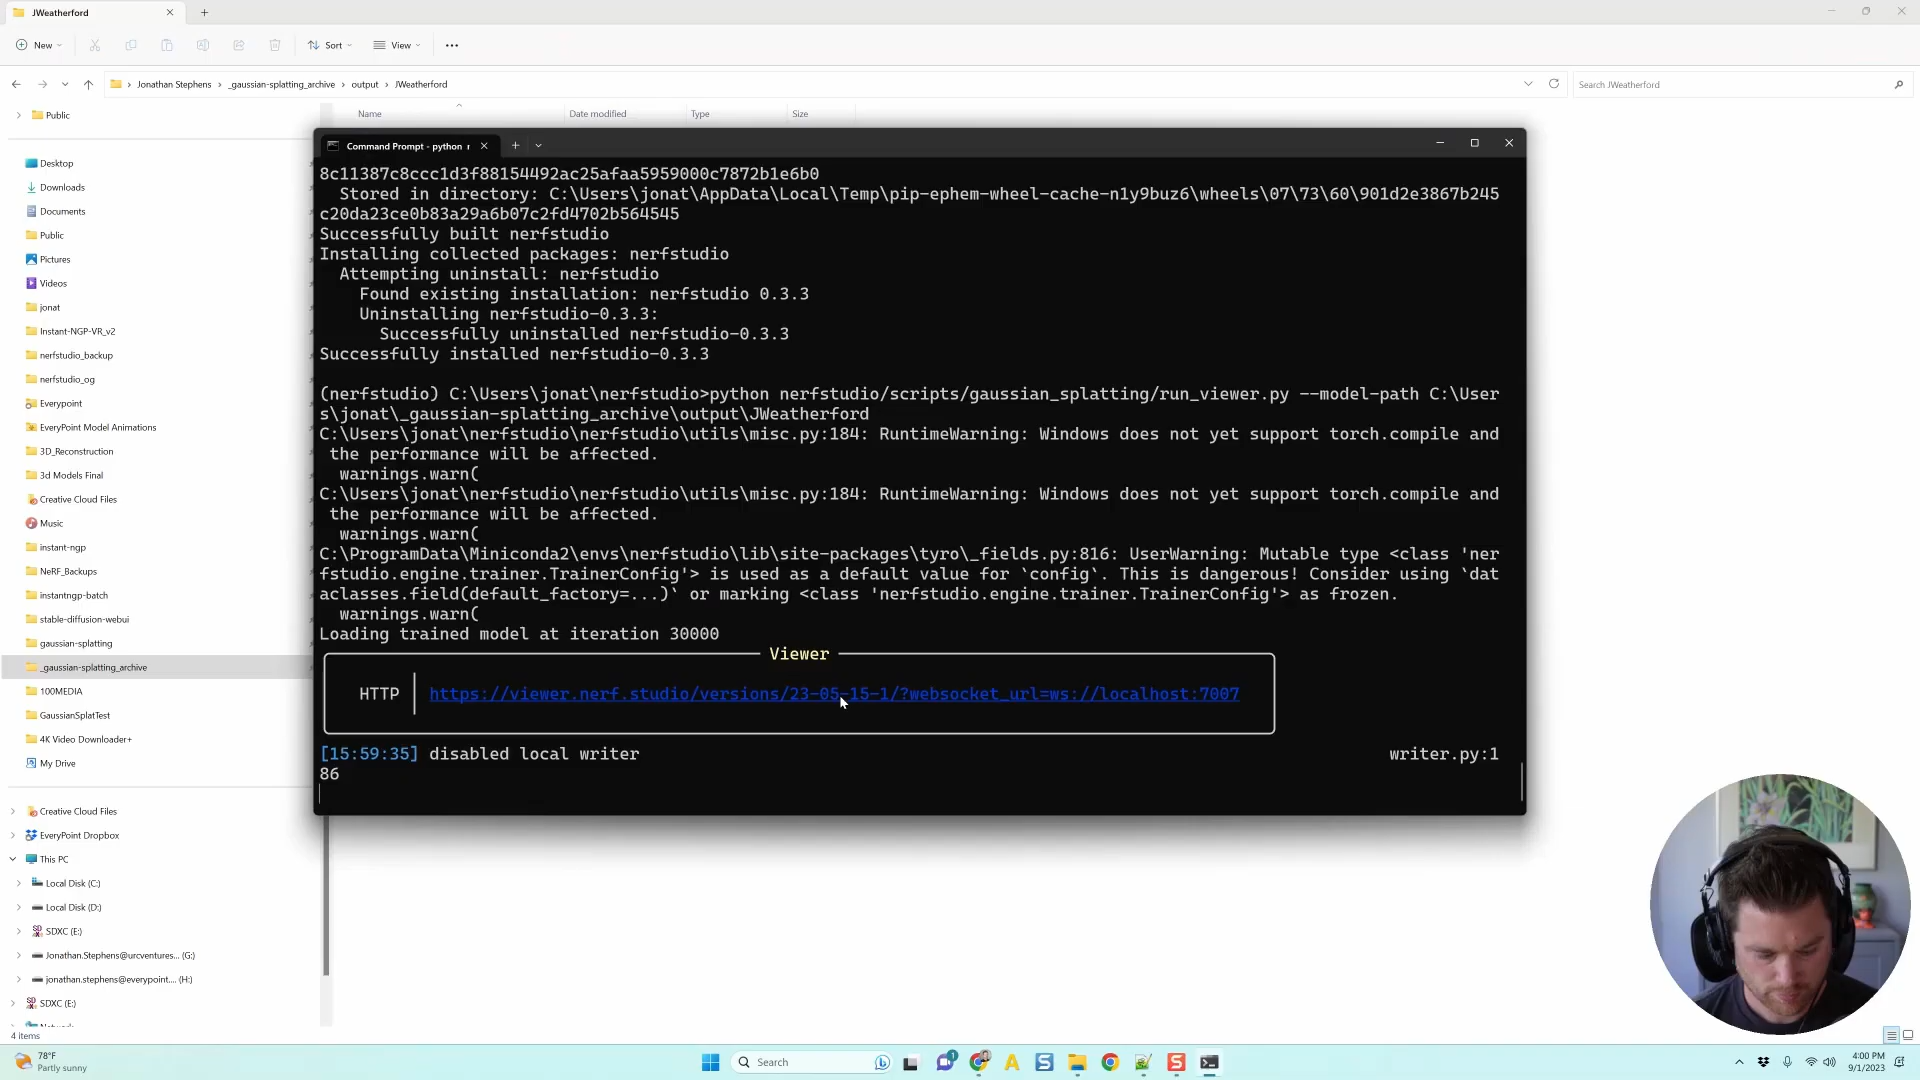 JWeatherford
New
Sort
View
Jonathan Stephens > _gaussian-splatting_archive > output > JWeatherford
Search JWeatherford
Name
Date modified
Type
Size
Public
Desktop
Downloads
Documents
Public
Pictures
Videos
jonat
Instant-NGP-VR_v2
nerfstudio_backup
nerfstudio_og
Everypoint
EveryPoint Model Animations
3D_Reconstruction
3d Models Final
Creative Cloud Files
Music
instant-ngp
NeRF_Backups
instantngp-batch
stable-diffusion-webui
gaussian-splatting
_gaussian-splatting_archive
100MEDIA
GaussianSplatTest
4K Video Downloader+
My Drive
Creative Cloud Files
EveryPoint Dropbox
This PC
Local Disk (C:)
Local Disk (D:)
SDXC (E:)
Jonathan.Stephens@urcventures... (G:)
jonathan.stephens@everypoint.... (H:)
SDXC (E:)
4 items
Command Prompt - python
8c11387c8ccc1d3f88154492ac25afaa5959000c7872b1e6b0
Stored in directory: C:\Users\jonat\AppData\Local\Temp\pip-ephem-wheel-cache-n1y9buz6\wheels\07\73\60\901d2e3867b245
c20da23ce0b83a29a6b07c2fd4702b564545
Successfully built nerfstudio
Installing collected packages: nerfstudio
Attempting uninstall: nerfstudio
Found existing installation: nerfstudio 0.3.3
Uninstalling nerfstudio-0.3.3:
Successfully uninstalled nerfstudio-0.3.3
Successfully installed nerfstudio-0.3.3
(nerfstudio) C:\Users\jonat\nerfstudio>python nerfstudio/scripts/gaussian_splatting/run_viewer.py --model-path C:\User
s\jonat\_gaussian-splatting_archive\output\JWeatherford
C:\Users\jonat\nerfstudio\nerfstudio\utils\misc.py:184: RuntimeWarning: Windows does not yet support torch.compile and
the performance will be affected.
warnings.warn(
C:\Users\jonat\nerfstudio\nerfstudio\utils\misc.py:184: RuntimeWarning: Windows does not yet support torch.compile and
the performance will be affected.
warnings.warn(
C:\ProgramData\Miniconda2\envs\nerfstudio\lib\site-packages\tyro\_fields.py:816: UserWarning: Mutable type <class 'ner
fstudio.engine.trainer.TrainerConfig'> is used as a default value for `config`. This is dangerous! Consider using `dat
aclasses.field(default_factory=...)` or marking <class 'nerfstudio.engine.trainer.TrainerConfig'> as frozen.
warnings.warn(
Loading trained model at iteration 30000
Viewer
HTTP https://viewer.nerf.studio/versions/23-05-15-1/?websocket_url=ws://localhost:7007
[15:59:35] disabled local writer writer.py:1
86
78°F
Partly sunny
Search
4:00 PM
9/1/2023